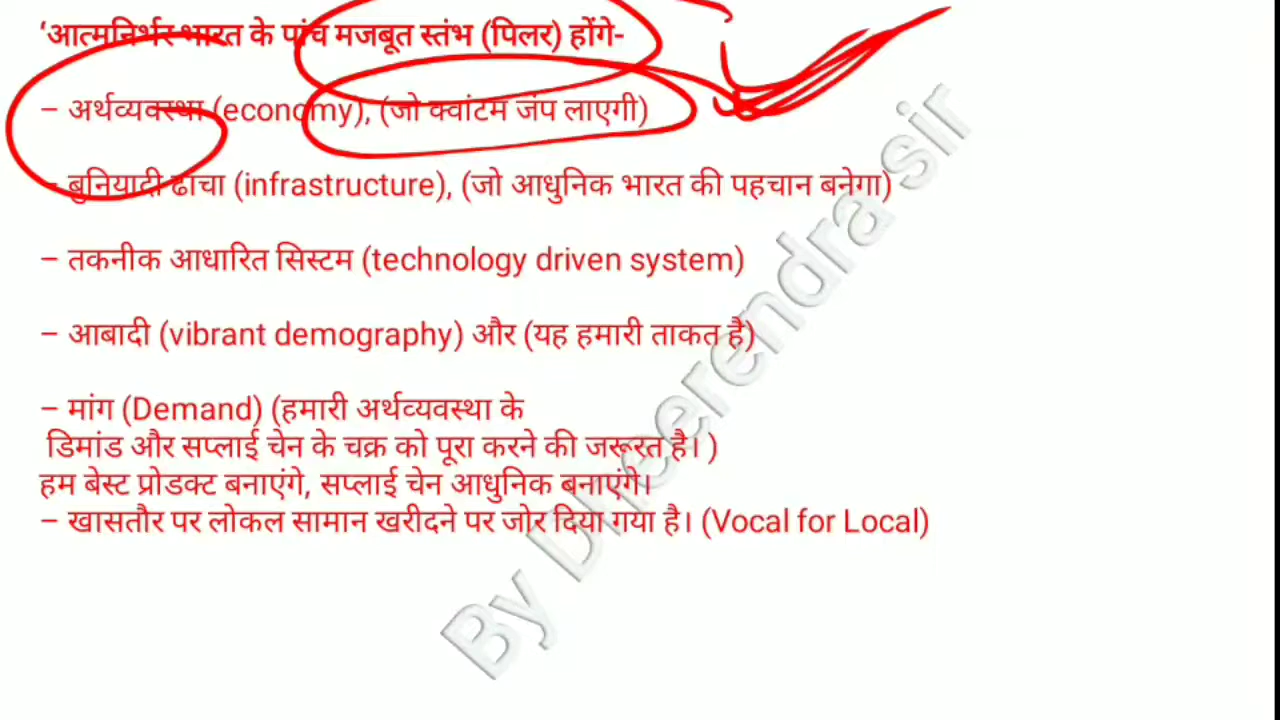 ‘आत्मनिर्भर भारत के पांच मजबूत स्तंभ (पिलर) होंगे-
– अर्थव्यवस्था (economy), (जो क्वांटम जंप लाएगी)
– बुनियादी ढांचा (infrastructure), (जो आधुनिक भारत की पहचान बनेगा)
– तकनीक आधारित सिस्टम (technology driven system)
– आबादी (vibrant demography) और (यह हमारी ताकत है)
– मांग (Demand) (हमारी अर्थव्यवस्था के
डिमांड और सप्लाई चेन के चक्र को पूरा करने की जरूरत है। )
हम बेस्ट प्रोडक्ट बनाएंगे, सप्लाई चेन आधुनिक बनाएंगे।
– खासतौर पर लोकल सामान खरीदने पर जोर दिया गया है। (Vocal for Local)
By Dheerendra sir